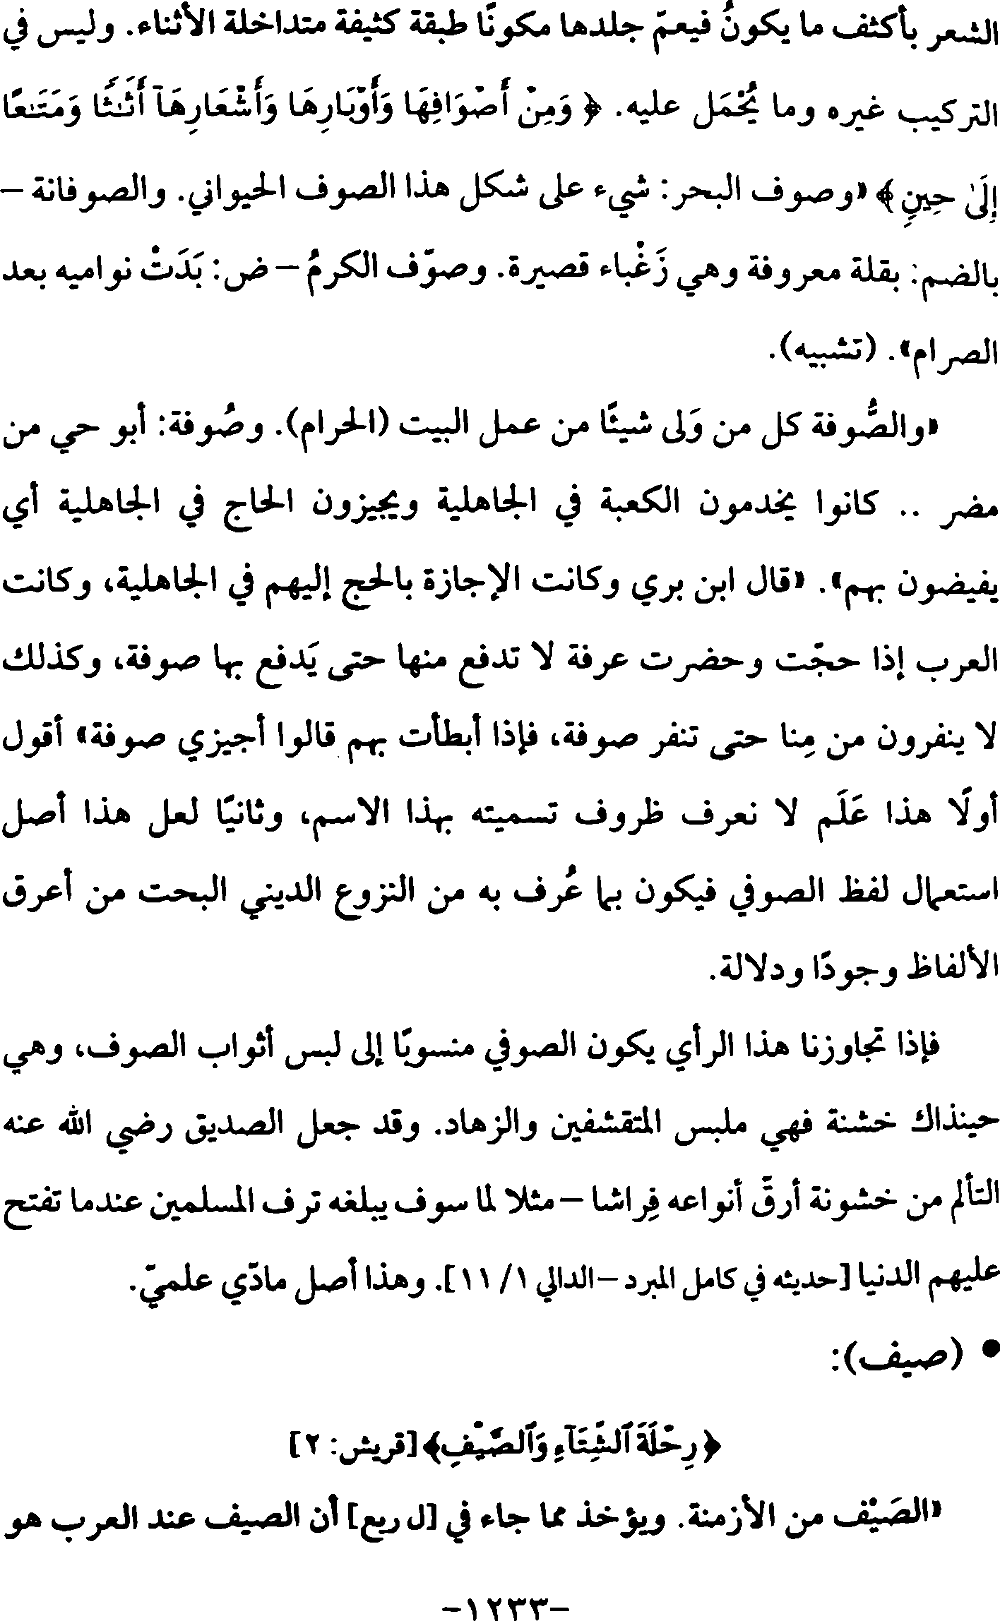 الشعر بأكثف ما يكونُ فيعمّ جلدها مكونًا طبقة كثيفة متداخلة الأثناء. وليس في
التركيب غيره وما يُحْمَل عليه. ﴿ وَمِنْ أَصْوَافِهَا وَأَوْبَارِهَا وَأَشْعَارِهَآ أَثَـٰثًا وَمَتَـٰعًا
إِلَىٰ حِينٍ﴾ «وصوف البحر: شيء على شكل هذا الصوف الحيواني. والصوفانة –
بالضم: بقلة معروفة وهي زَغْباء قصيرة. وصوّف الكرمُ – ض: بَدَتْ نواميه بعد
الصرام». (تشبيه).
«والصُّوفة كل من وَلى شيئًا من عمل البيت (الحرام). وصُوفة: أبو حي من
مضر .. كانوا يخدمون الكعبة في الجاهلية ويجيزون الحاج في الجاهلية أي
يفيضون بهم». «قال ابن بري وكانت الإجازة بالحج إليهم في الجاهلية، وكانت
العرب إذا حجّت وحضرت عرفة لا تدفع منها حتى يَدفع بها صوفة، وكذلك
لا ينفرون من مِنا حتى تنفر صوفة، فإذا أبطأت بهم قالوا أجيزي صوفة» أقول
أولًا هذا عَلَم لا نعرف ظروف تسميته بهذا الاسم، وثانيًا لعل هذا أصل
استعمال لفظ الصوفي فيكون بما عُرف به من النزوع الديني البحت من أعرق
الألفاظ وجودًا ودلالة.
فإذا تجاوزنا هذا الرأي يكون الصوفي منسوبًا إلى لبس أثواب الصوف، وهي
حينذاك خشنة فهي ملبس المتقشفين والزهاد. وقد جعل الصديق رضي الله عنه
التألم من خشونة أرقّ أنواعه فِراشا – مثلا لما سوف يبلغه ترف المسلمين عندما تفتح
عليهم الدنيا [حديثه في كامل المبرد –الدالي ١/ ١١]. وهذا أصل مادّي علميّ.
• (صيف):
﴿ رِحْلَةَ ٱلشِّتَآءِ وَٱلصَّيْفِ﴾ [قريش: ٢]
«الصَيْف من الأزمنة. ويؤخذ مما جاء في [ل ربع] أن الصيف عند العرب هو
–١٢٣٣–